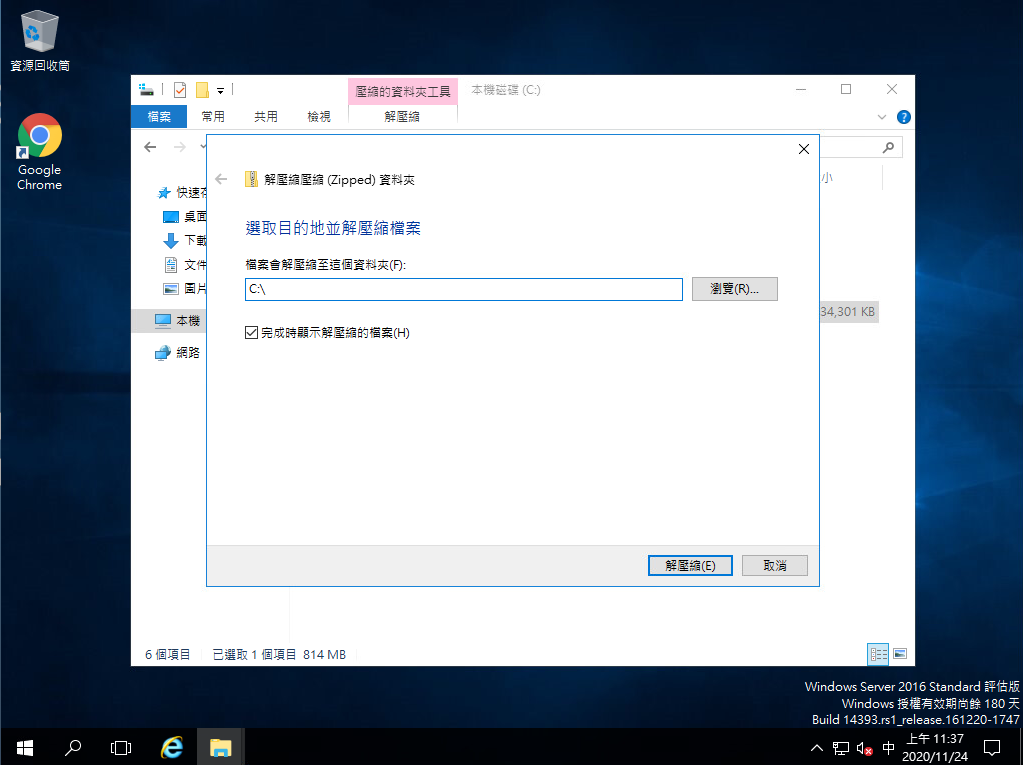 資源回收筒
Google
Chrome
壓縮的資料夾工具
本機磁碟 (C:)
檔案
常用
共用
檢視
解壓縮
解壓縮壓縮 (Zipped) 資料夾
小
快速存
桌面
下載
文件
圖片
本機
網路
選取目的地並解壓縮檔案
檔案會解壓縮至這個資料夾(F):
C:\
瀏覽(R)...
34,301 KB
完成時顯示解壓縮的檔案(H)
解壓縮(E)
取消
6 個項目
已選取 1 個項目 814 MB
Windows Server 2016 Standard 評估版
Windows 授權有效期尚餘 180 天
Build 14393.rs1_release.161220-1747
中
上午 11:37
2020/11/24